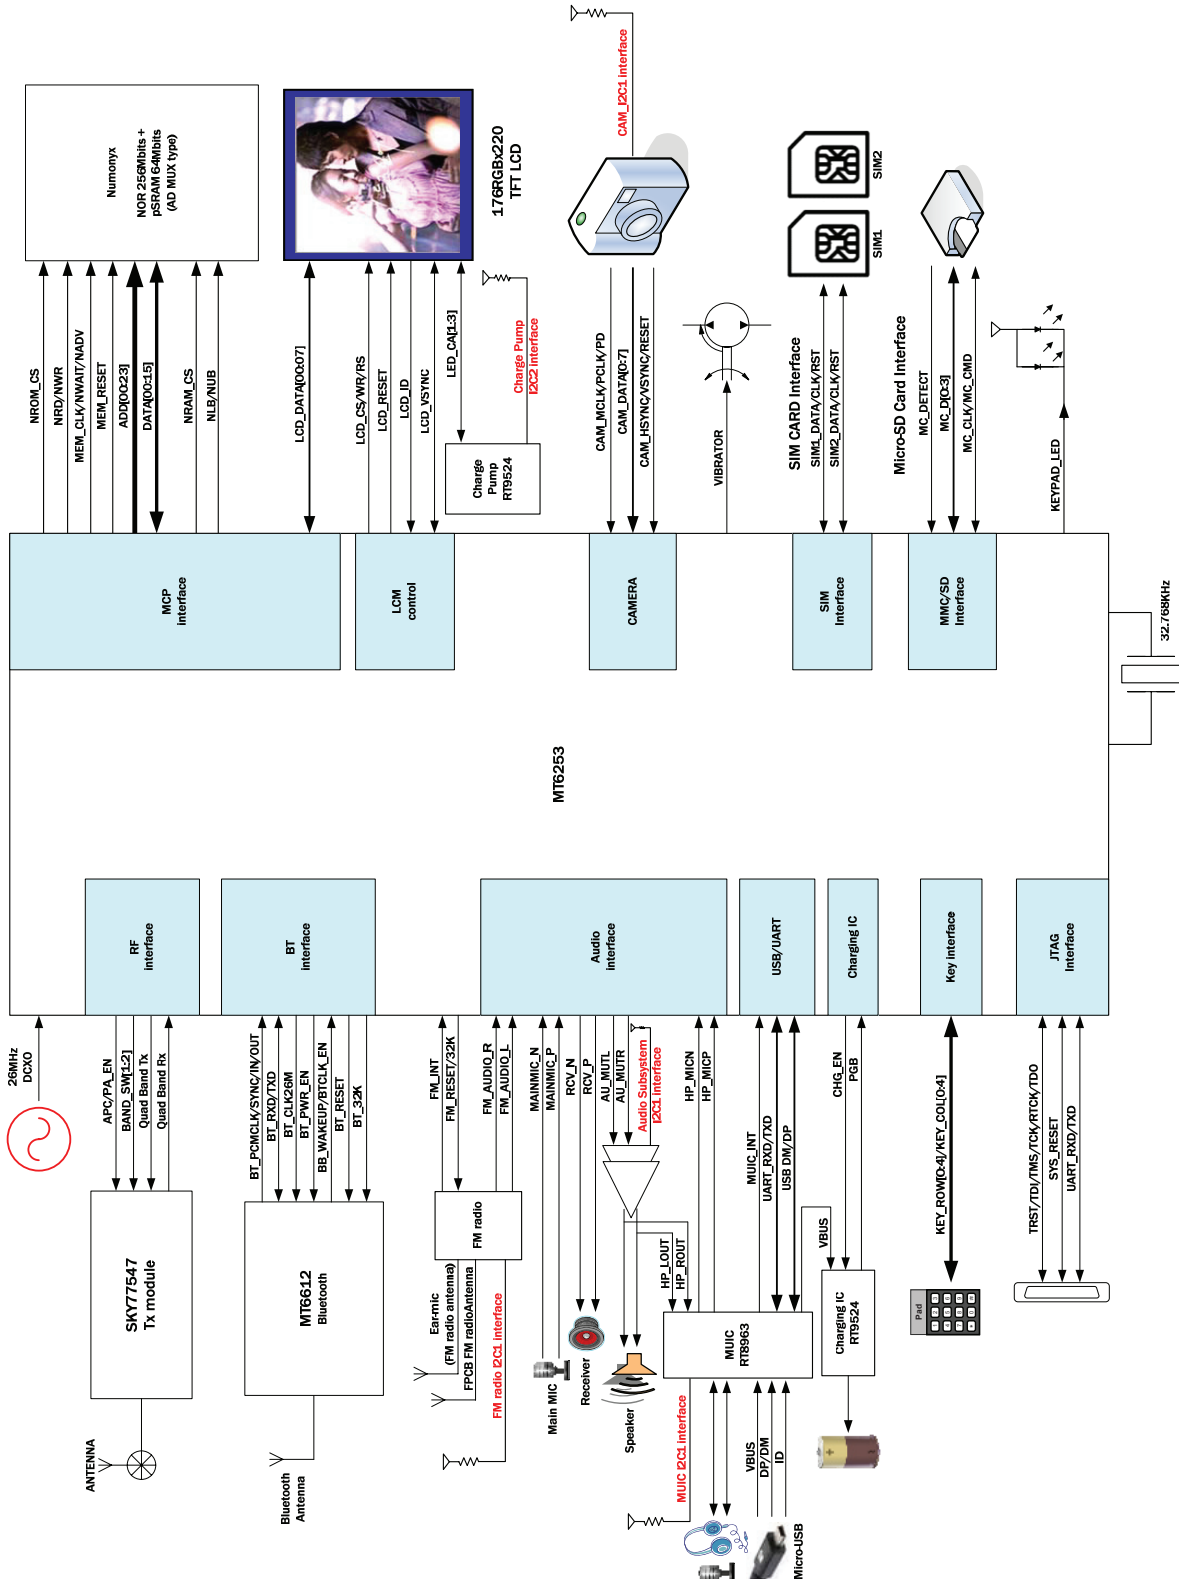 26MHz
DCXO
ANTENNA
SKY77547
Tx module
APC/PA_EN
BAND_SW[1:2]
Quad Band Tx
Quad Band Rx
RF
interface
Bluetooth
Antenna
MT6612
Bluetooth
BT_PCMCLK/SYNC/IN/OUT
BT_RXD/TXD
BT_CLK26M
BT_PWR_EN
BB_WAKEUP/BTCLK_EN
BT_RESET
BT_32K
BT
interface
Ear-mic
(FM radio antenna)
FPCB FM radioAntenna
FM radio I2C1 interface
FM radio
FM_INT
FM_RESET/32K
FM_AUDIO_R
FM_AUDIO_L
Main MIC
MAINMIC_N
MAINMIC_P
Receiver
RCV_N
RCV_P
Speaker
AU_MUTL
AU_MUTR
Audio Subsystem
I2C1 interface
Audio
interface
MUIC I2C1 interface
HP_LOUT
HP_ROUT
HP_MICN
HP_MICP
MUIC
RT8963
MUIC_INT
UART_RXD/TXD
USB DM/DP
USB/UART
VBUS
DP/DM
ID
Micro-USB
VBUS
Charging IC
RT9524
CHG_EN
PGB
Charging IC
Pad
1
2
3
4
5
6
7
8
9
*
0
#
KEY_ROW[0:4]/KEY_COL[0:4]
Key interface
TRST/TDI/TMS/TCK/RTCK/TDO
SYS_RESET
UART_RXD/TXD
JTAG
Interface
MT6253
32.768KHz
MCP
interface
NROM_CS
NRD/NWR
MEM_CLK/NWAIT/NADV
MEM_RESET
ADD[00:23]
DATA[00:15]
NRAM_CS
NLB/NUB
Numonyx
NOR 256Mbits +
pSRAM 64Mbits
(AD MUX type)
LCD_DATA[00:07]
LCM
control
LCD_CS/WR/RS
LCD_RESET
LCD_ID
LCD_VSYNC
LED_CA[1:3]
176RGBx220
TFT LCD
Charge
Pump
RT9524
Charge Pump
I2C2 interface
CAMERA
CAM_MCLK/PCLK/PD
CAM_DATA[0:7]
CAM_HSYNC/VSYNC/RESET
CAM_I2C1 interface
VIBRATOR
SIM
Interface
SIM CARD Interface
SIM1_DATA/CLK/RST
SIM2_DATA/CLK/RST
SIM1
SIM2
MMC/SD
Interface
Micro-SD Card Interface
MC_DETECT
MC_D[0:3]
MC_CLK/MC_CMD
KEYPAD_LED